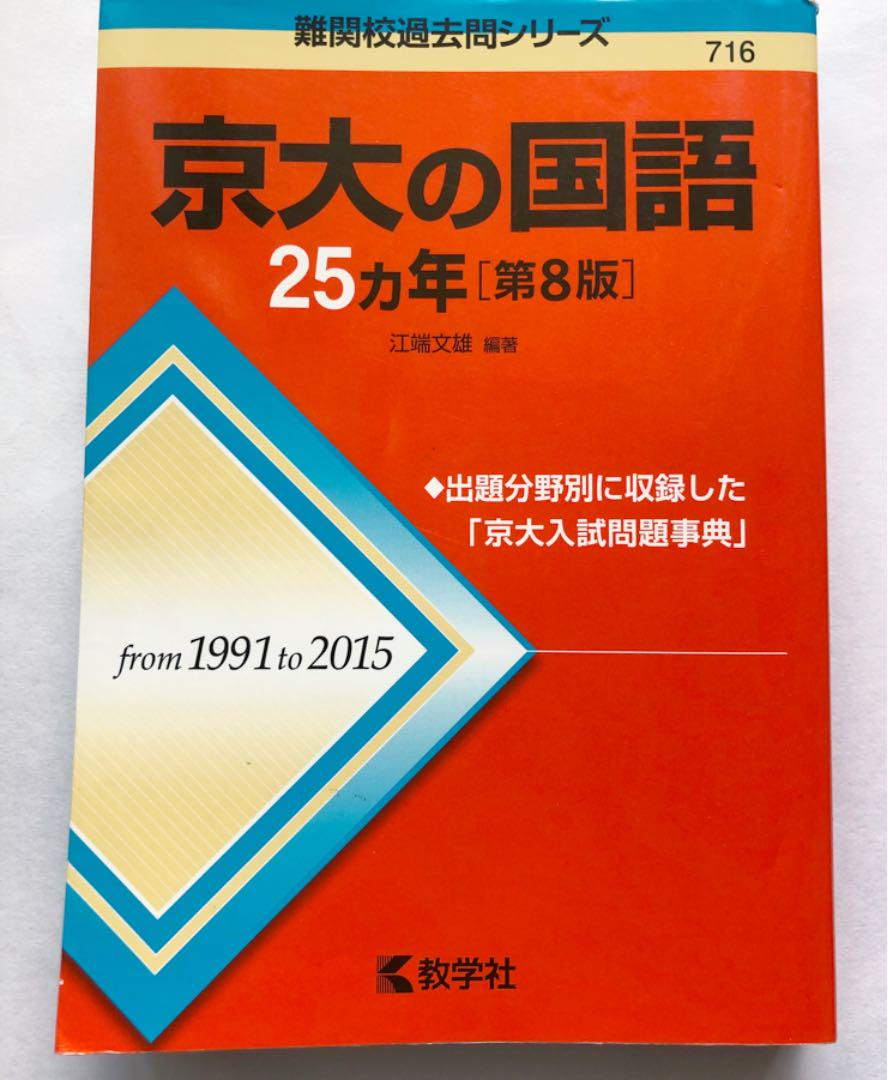 難関校過去問シリーズ
716
京大の国語
25ヵ年［第8版］
江端文雄 編著
◆出題分野別に収録した
「京大入試問題事典」
from 1991 to 2015
教学社